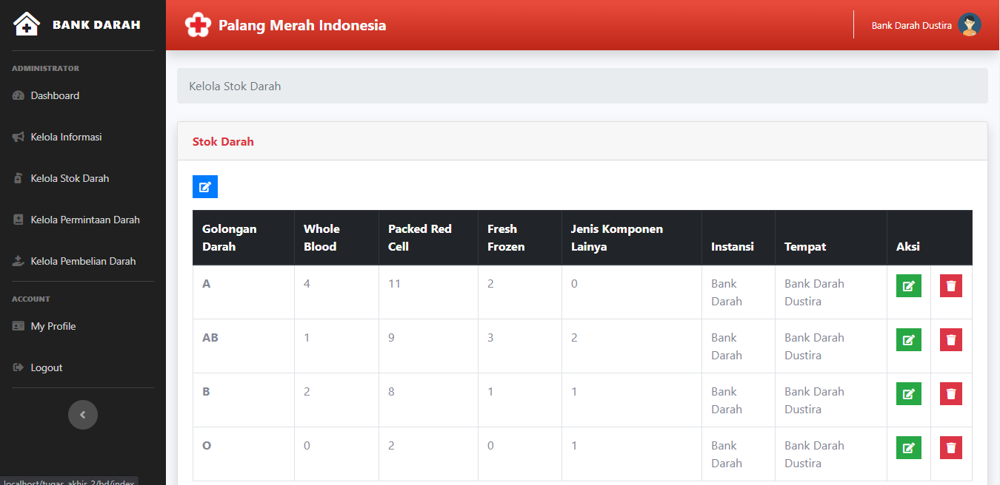 BANK DARAH
Palang Merah Indonesia
Bank Darah Dustira
ADMINISTRATOR
Dashboard
Kelola Informasi
Kelola Stok Darah
Kelola Permintaan Darah
Kelola Pembelian Darah
ACCOUNT
My Profile
Logout
localhost/tugas_akhir_2/bd/index
Kelola Stok Darah
Stok Darah
Golongan Darah Whole Blood Packed Red Cell Fresh Frozen Jenis Komponen Lainya Instansi Tempat Aksi
A 4 11 2 0 Bank Darah Bank Darah Dustira
AB 1 9 3 2 Bank Darah Bank Darah Dustira
B 2 8 1 1 Bank Darah Bank Darah Dustira
O 0 2 0 1 Bank Darah Bank Darah Dustira